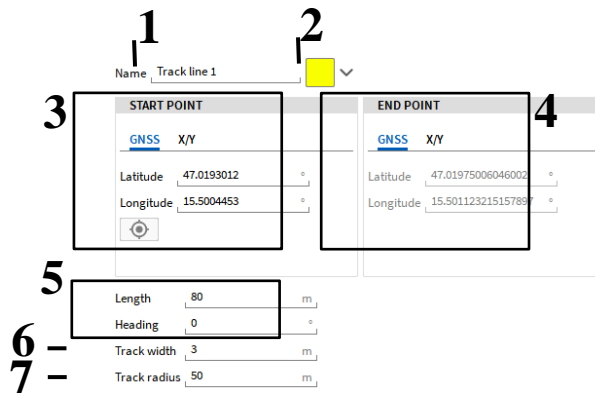 1 2
Name Track line 1
3 START POINT END POINT 4
GNSS X/Y GNSS X/Y
Latitude 47.0193012 ° Latitude 47.01975006046002 °
Longitude 15.5004453 ° Longitude 15.501123215157897 °
5
Length 80 m
Heading 0 °
6 Track width 3 m
7 Track radius 50 m